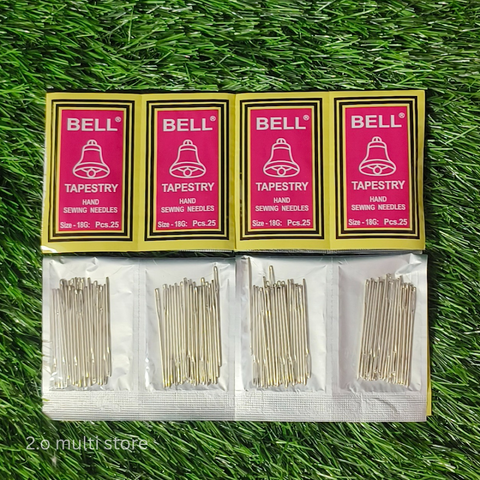 BELL®
TAPESTRY
HAND
SEWING NEEDLES
Size - 18G: Pcs.25
BELL®
TAPESTRY
HAND
SEWING NEEDLES
Size - 18G: Pcs.25
BELL®
TAPESTRY
HAND
SEWING NEEDLES
Size - 18G: Pcs.25
BELL®
TAPESTRY
HAND
SEWING NEEDLES
Size - 18G: Pcs.25
2.o multi store